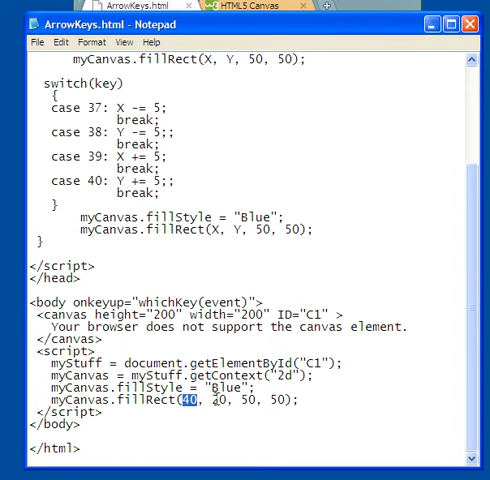 ArrowKeys.html
HTML5 Canvas
ArrowKeys.html - Notepad
File Edit Format View Help
myCanvas.fillRect(X, Y, 50, 50);
switch(key)
{
case 37: X -= 5;
break;
case 38: Y -= 5;;
break;
case 39: X += 5;
break;
case 40: Y += 5;;
break;
}
myCanvas.fillStyle = "Blue";
myCanvas.fillRect(X, Y, 50, 50);
}
</script>
</head>
<body onkeyup="whichKey(event)">
<canvas height="200" width="200" ID="C1" >
Your browser does not support the canvas element.
</canvas>
<script>
myStuff = document.getElementById("C1");
myCanvas = myStuff.getContext("2d");
myCanvas.fillStyle = "Blue";
myCanvas.fillRect(40, 50, 50);
</script>
</body>
</html>